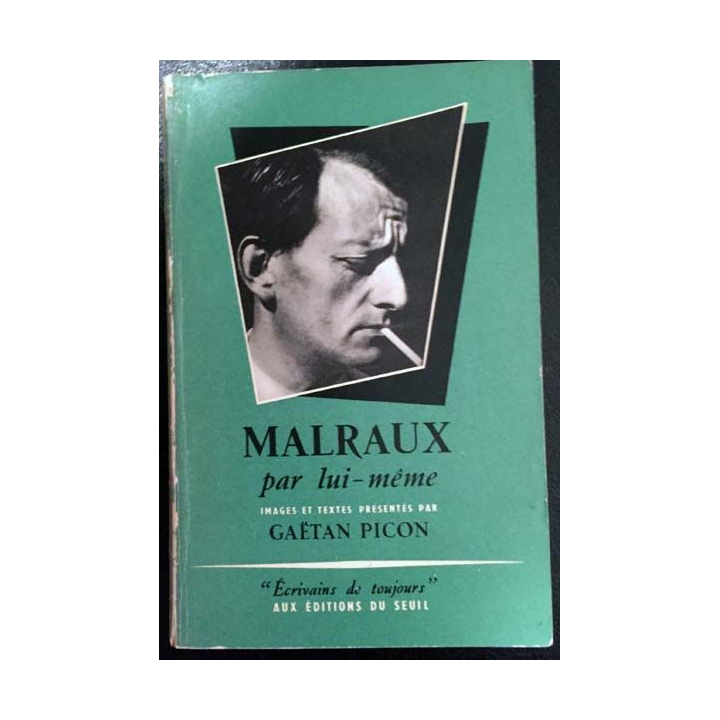 MALRAUX
par lui-même
IMAGES ET TEXTES PRÉSENTÉS PAR
GAËTAN PICON
"Écrivains de toujours"
AUX ÉDITIONS DU SEUIL